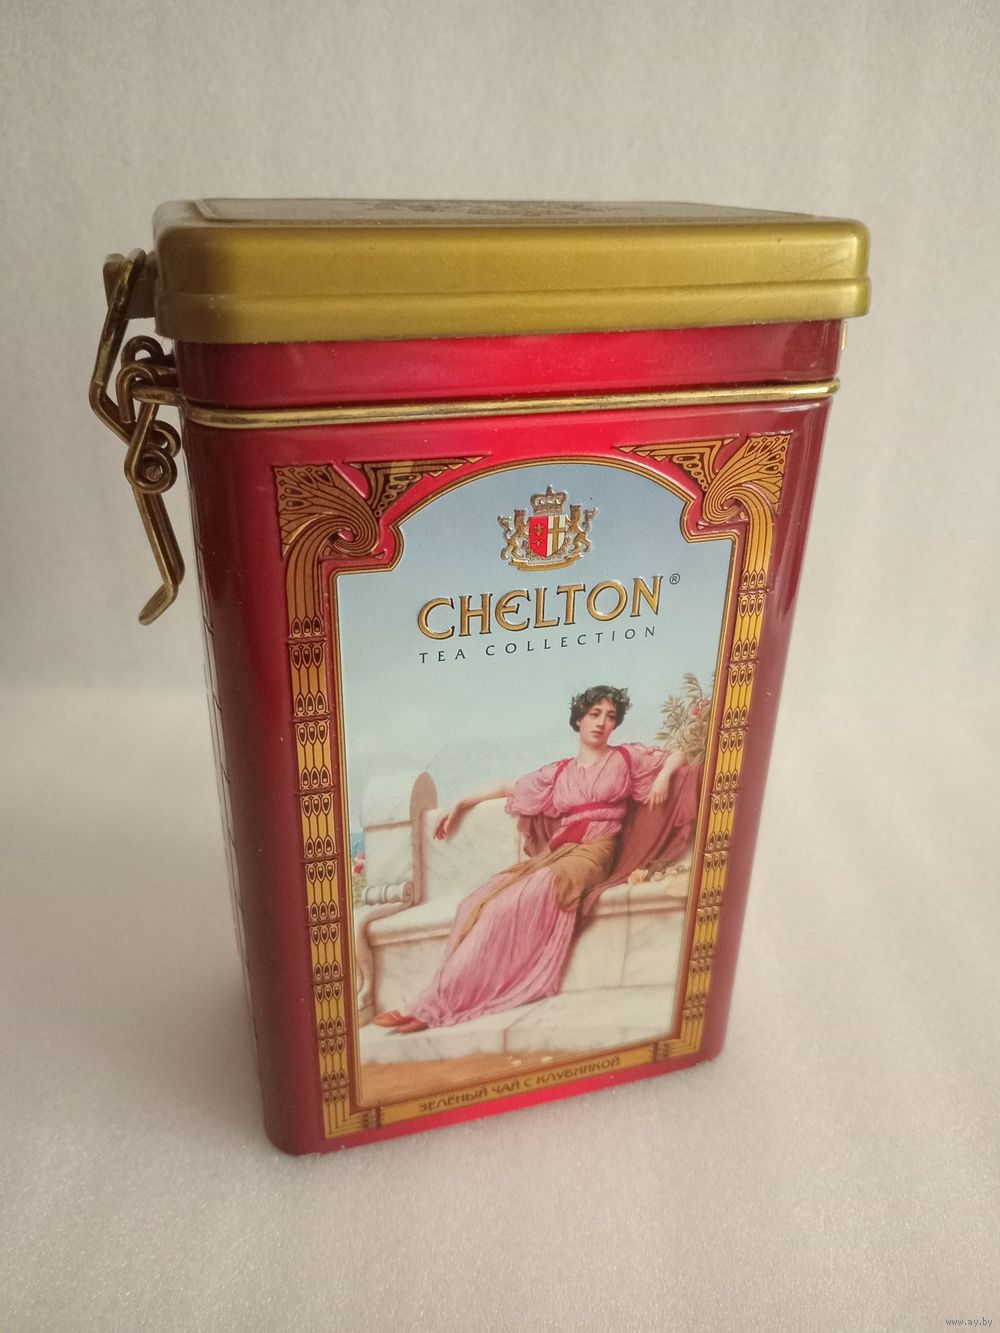 CHELTON®
TEA COLLECTION
ЗЕЛЁНЫЙ ЧАЙ С КЛУБНИКОЙ
www.ay.by